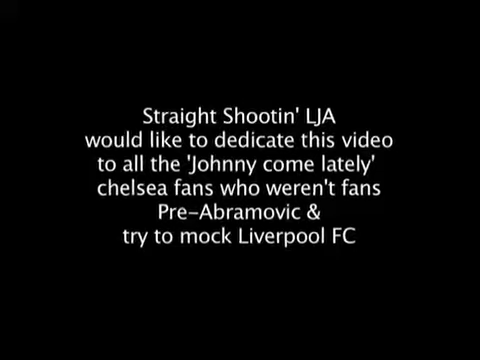 Straight Shootin' LJA
would like to dedicate this video
to all the 'Johnny come lately'
chelsea fans who weren't fans
Pre-Abramovic &
try to mock Liverpool FC